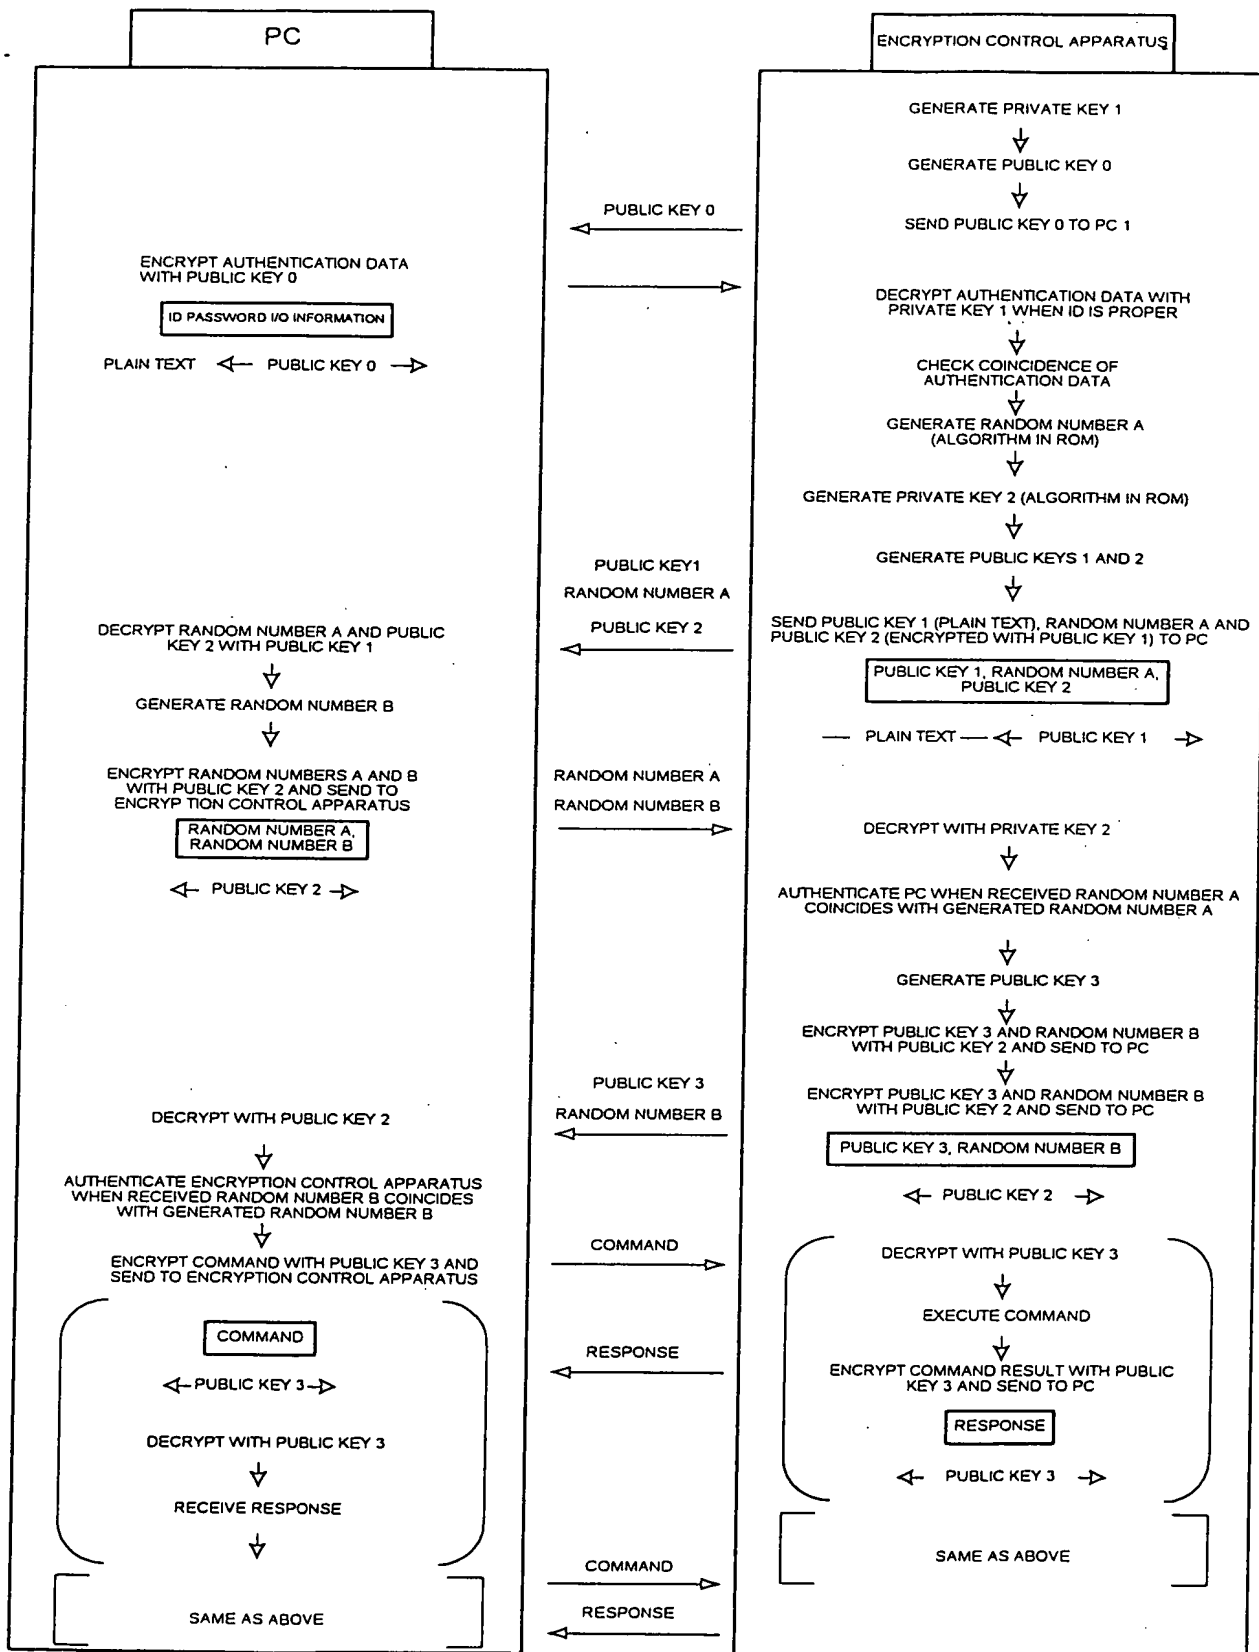 PC
ENCRYPTION CONTROL APPARATUS
GENERATE PRIVATE KEY 1
GENERATE PUBLIC KEY 0
PUBLIC KEY 0
SEND PUBLIC KEY 0 TO PC 1
ENCRYPT AUTHENTICATION DATA
WITH PUBLIC KEY 0
ID PASSWORD I/O INFORMATION
PLAIN TEXT PUBLIC KEY 0
DECRYPT AUTHENTICATION DATA WITH
PRIVATE KEY 1 WHEN ID IS PROPER
CHECK COINCIDENCE OF
AUTHENTICATION DATA
GENERATE RANDOM NUMBER A
(ALGORITHM IN ROM)
GENERATE PRIVATE KEY 2 (ALGORITHM IN ROM)
GENERATE PUBLIC KEYS 1 AND 2
PUBLIC KEY1
RANDOM NUMBER A
PUBLIC KEY 2
SEND PUBLIC KEY 1 (PLAIN TEXT), RANDOM NUMBER A AND
PUBLIC KEY 2 (ENCRYPTED WITH PUBLIC KEY 1) TO PC
PUBLIC KEY 1, RANDOM NUMBER A,
PUBLIC KEY 2
PLAIN TEXT PUBLIC KEY 1
DECRYPT RANDOM NUMBER A AND PUBLIC
KEY 2 WITH PUBLIC KEY 1
GENERATE RANDOM NUMBER B
ENCRYPT RANDOM NUMBERS A AND B
WITH PUBLIC KEY 2 AND SEND TO
ENCRYP TION CONTROL APPARATUS
RANDOM NUMBER A,
RANDOM NUMBER B
PUBLIC KEY 2
RANDOM NUMBER A
RANDOM NUMBER B
DECRYPT WITH PRIVATE KEY 2
AUTHENTICATE PC WHEN RECEIVED RANDOM NUMBER A
COINCIDES WITH GENERATED RANDOM NUMBER A
GENERATE PUBLIC KEY 3
ENCRYPT PUBLIC KEY 3 AND RANDOM NUMBER B
WITH PUBLIC KEY 2 AND SEND TO PC
ENCRYPT PUBLIC KEY 3 AND RANDOM NUMBER B
WITH PUBLIC KEY 2 AND SEND TO PC
PUBLIC KEY 3, RANDOM NUMBER B
PUBLIC KEY 2
PUBLIC KEY 3
RANDOM NUMBER B
DECRYPT WITH PUBLIC KEY 2
AUTHENTICATE ENCRYPTION CONTROL APPARATUS
WHEN RECEIVED RANDOM NUMBER B COINCIDES
WITH GENERATED RANDOM NUMBER B
ENCRYPT COMMAND WITH PUBLIC KEY 3 AND
SEND TO ENCRYPTION CONTROL APPARATUS
COMMAND
PUBLIC KEY 3
DECRYPT WITH PUBLIC KEY 3
RECEIVE RESPONSE
COMMAND
RESPONSE
DECRYPT WITH PUBLIC KEY 3
EXECUTE COMMAND
ENCRYPT COMMAND RESULT WITH PUBLIC
KEY 3 AND SEND TO PC
RESPONSE
PUBLIC KEY 3
SAME AS ABOVE
COMMAND
RESPONSE
SAME AS ABOVE